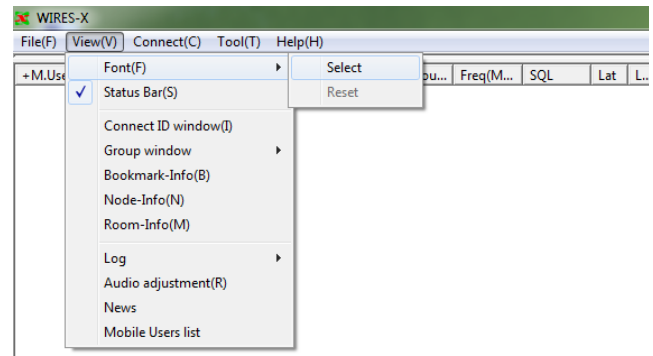 WIRES-X
File(F) View(V) Connect(C) Tool(T) Help(H)
+M.Use ou... Freq(M... SQL Lat L...
Font(F) Select
Status Bar(S) Reset
Connect ID window(I)
Group window
Bookmark-Info(B)
Node-Info(N)
Room-Info(M)
Log
Audio adjustment(R)
News
Mobile Users list